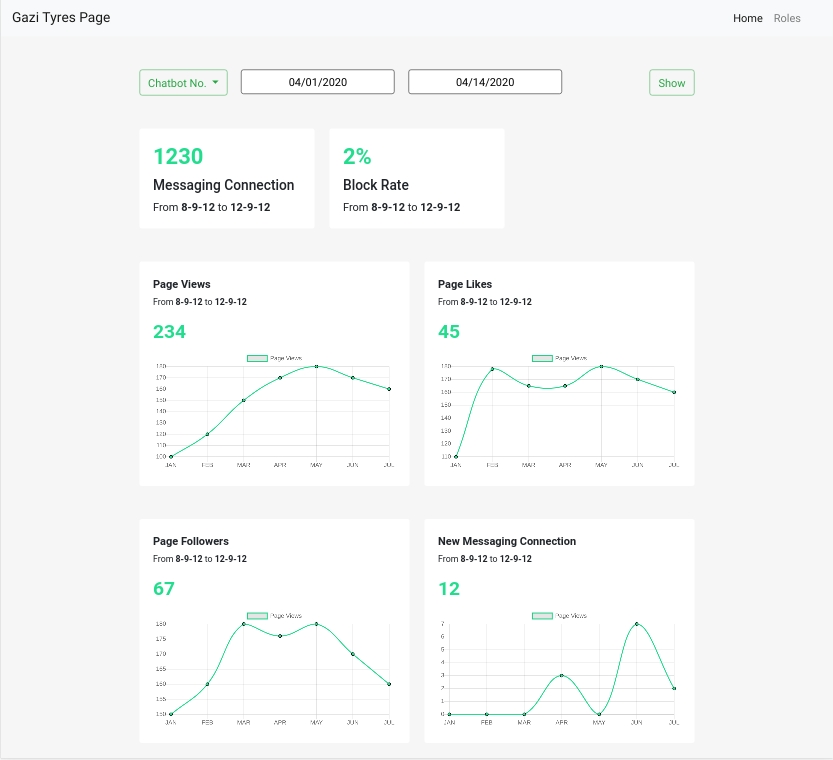 Gazi Tyres Page
Home Roles
Chatbot No. 04/01/2020 04/14/2020 Show
1230
Messaging Connection
From 8-9-12 to 12-9-12
2%
Block Rate
From 8-9-12 to 12-9-12
Page Views
From 8-9-12 to 12-9-12
234
Page Views
180
170
160
150
140
130
120
110
100
JAN FEB MAR APR MAY JUN JUL
Page Likes
From 8-9-12 to 12-9-12
45
Page Views
180
170
160
150
140
130
120
110
JAN FEB MAR APR MAY JUN JUL
Page Followers
From 8-9-12 to 12-9-12
67
Page Views
180
175
170
165
160
155
150
JAN FEB MAR APR MAY JUN JUL
New Messaging Connection
From 8-9-12 to 12-9-12
12
Page Views
7
6
5
4
3
2
1
0
JAN FEB MAR APR MAY JUN JUL